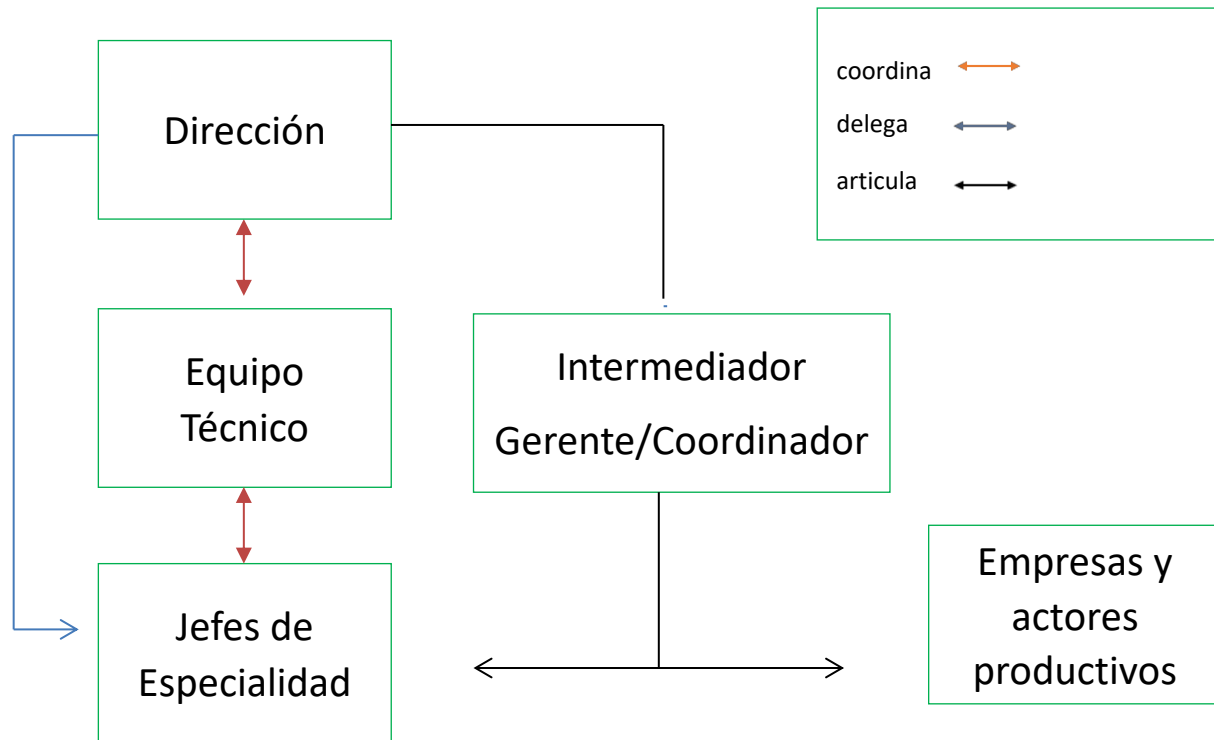 Dirección
coordina
delega
articula
Equipo
Técnico
Intermediador
Gerente/Coordinador
Jefes de
Especialidad
Empresas y
actores
productivos